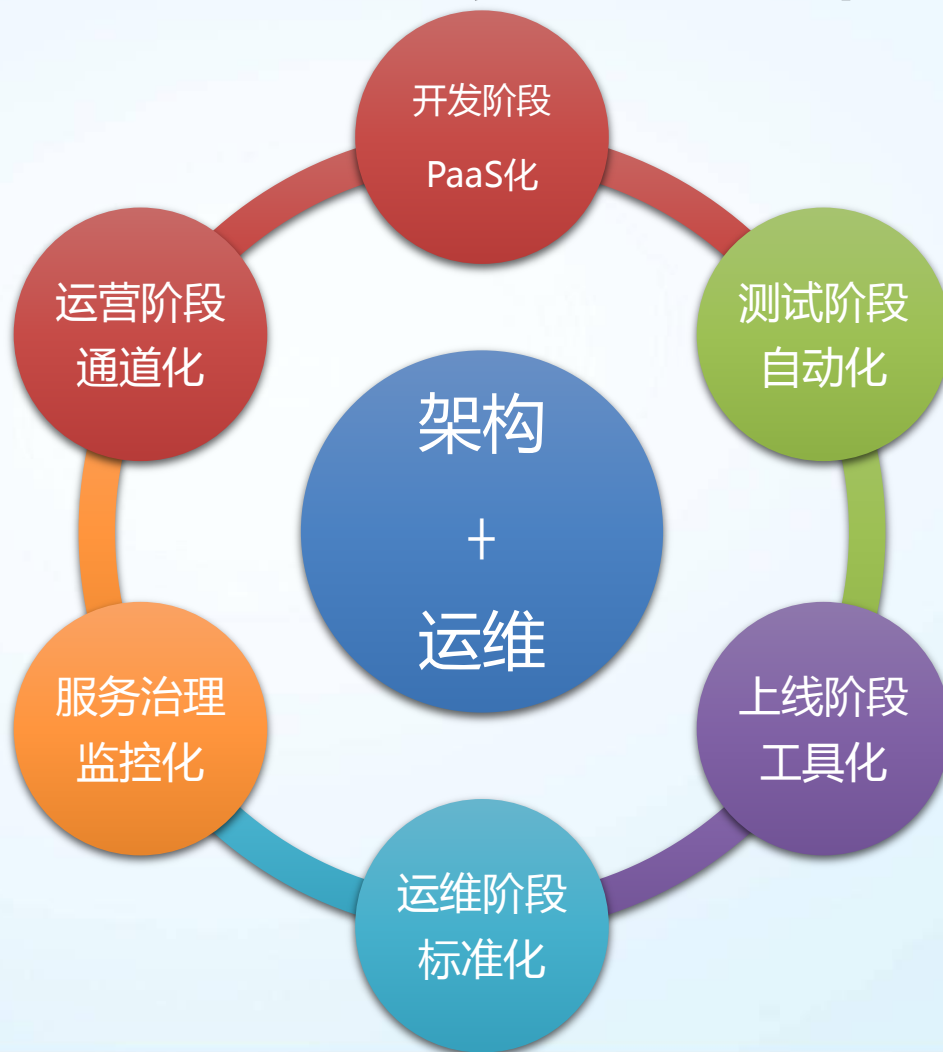 开发阶段
PaaS化
测试阶段
自动化
上线阶段
工具化
运维阶段
标准化
服务治理
监控化
运营阶段
通道化
架构
+
运维